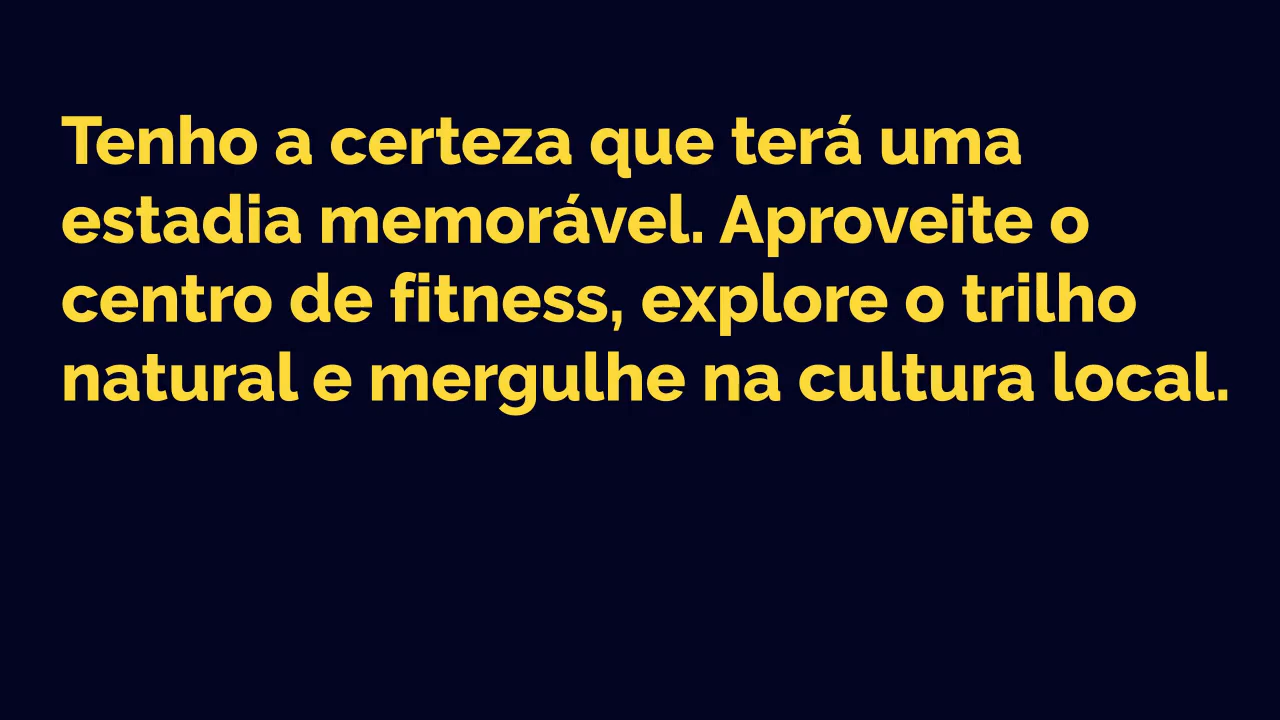 Tenho a certeza que terá uma
estadia memorável. Aproveite o
centro de fitness, explore o trilho
natural e mergulhe na cultura local.